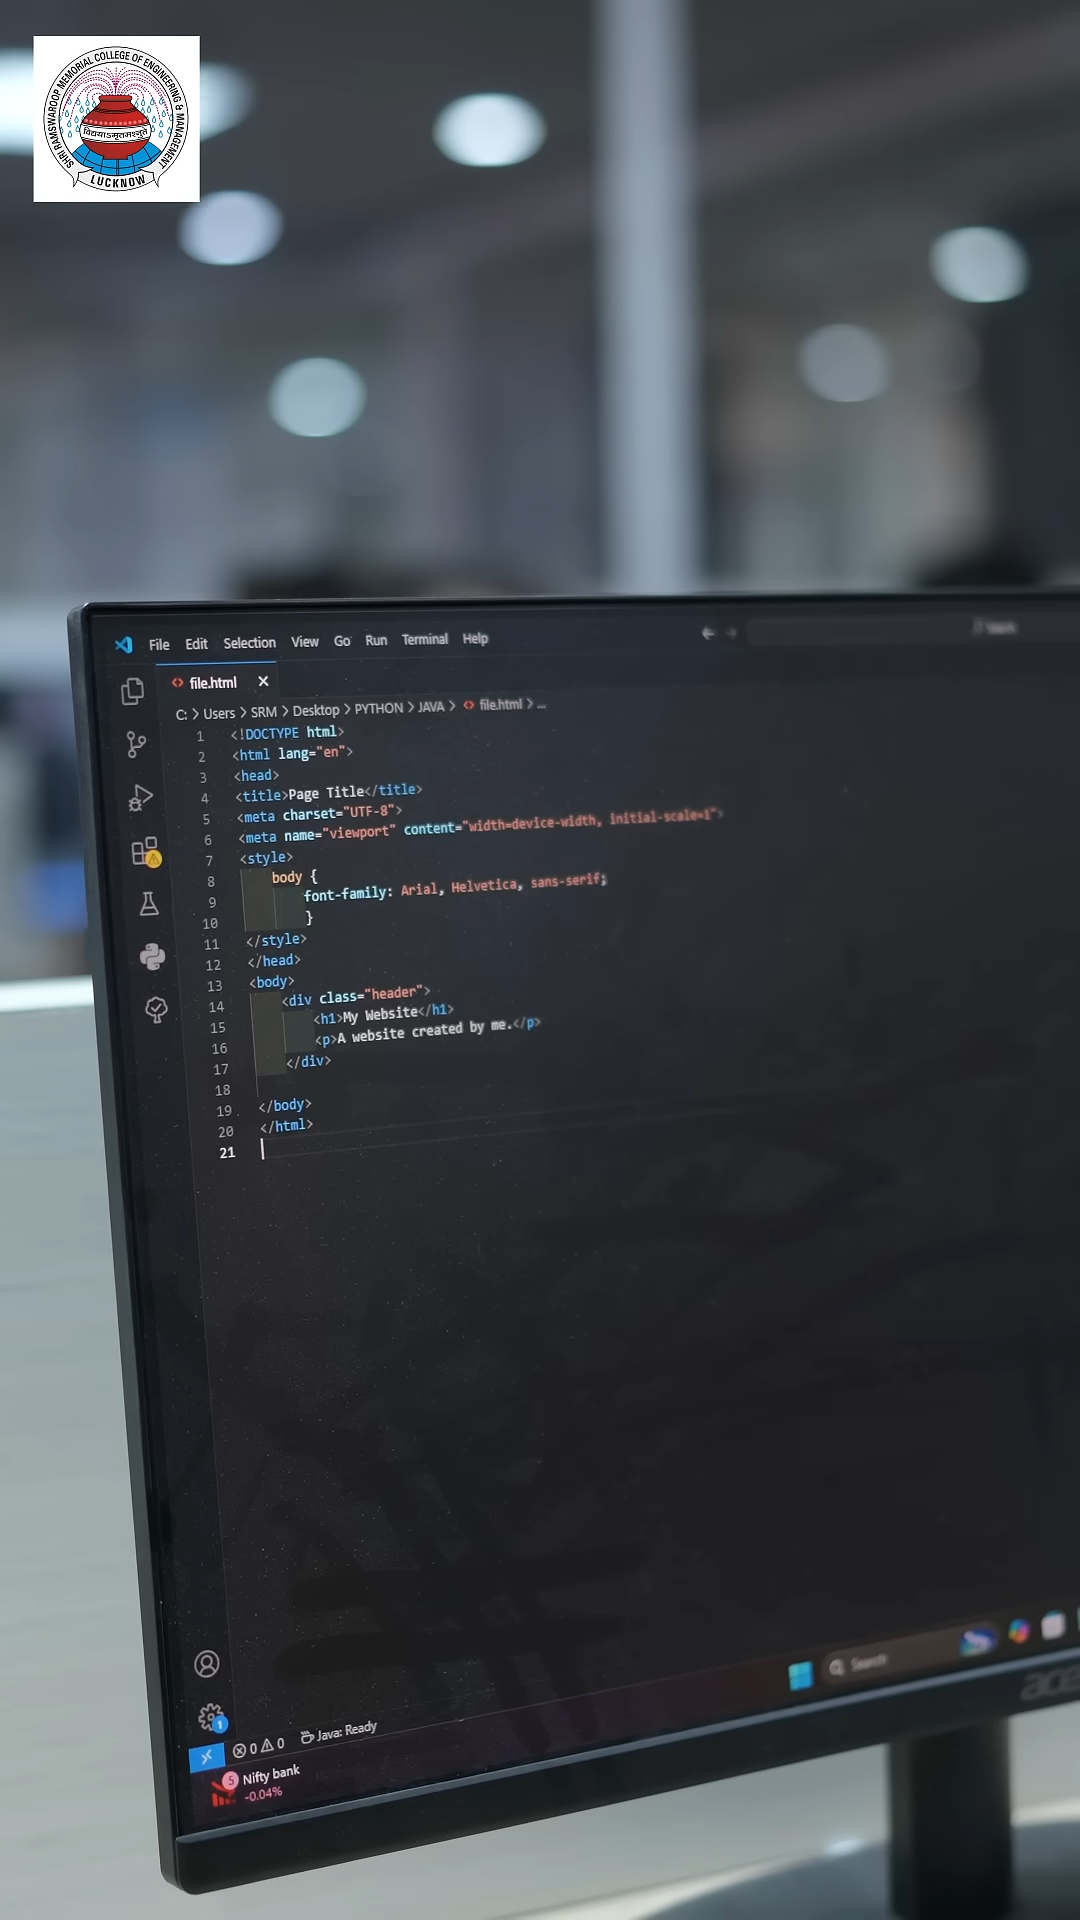 SHRI RAMSWAROOP MEMORIAL COLLEGE OF ENGINEERING & MANAGEMENT
विद्ययाऽमृतमश्नुते
LUCKNOW
File Edit Selection View Go Run Terminal Help
file.html
C: > Users > SRM > Desktop > PYTHON > JAVA > file.html > ...
1 <!DOCTYPE html>
2 <html lang="en">
3 <head>
4 <title>Page Title</title>
5 <meta charset="UTF-8">
6 <meta name="viewport" content="width=device-width, initial-scale=1">
7 <style>
8 body {
9 font-family: Arial, Helvetica, sans-serif;
10 }
11 </style>
12 </head>
13 <body>
14 <div class="header">
15 <h1>My Website</h1>
16 <p>A website created by me.</p>
17 </div>
18
19 </body>
20 </html>
21
1
0 0 Java: Ready
Search
5 Nifty bank
-0.04%